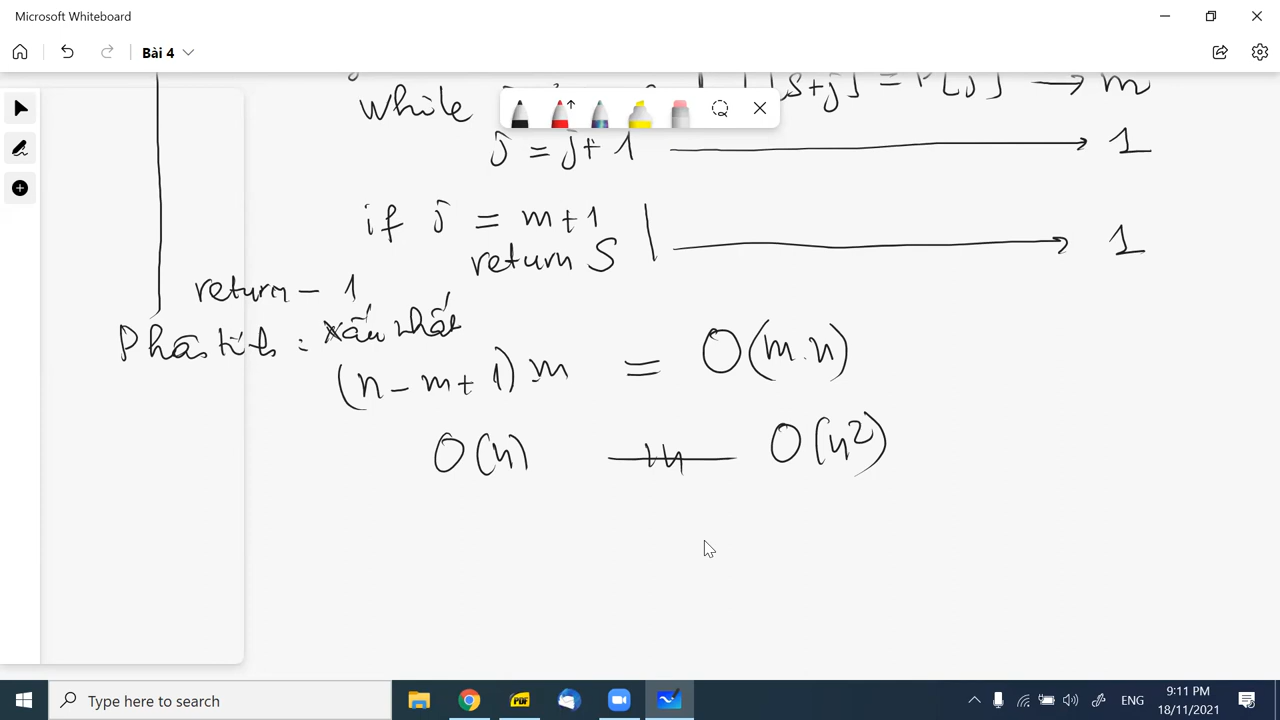 Microsoft Whiteboard
Bài 4
while [S+j] = P[j] → m
j = j+1 → 1
if j = m+1
return S → 1
return - 1
Phân tích : xấu nhất
(n - m + 1) m = O(m.n)
O(n) O(n²)
Type here to search
ENG
9:11 PM
18/11/2021